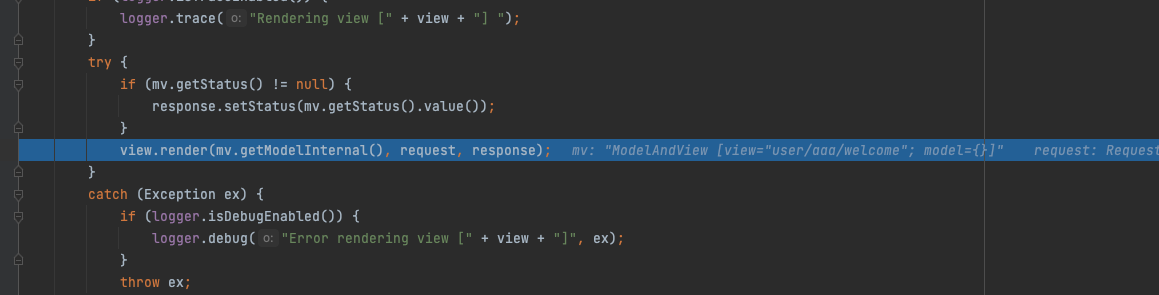 logger.trace( o: "Rendering view [" + view + "] ");
}
try {
if (mv.getStatus() != null) {
response.setStatus(mv.getStatus().value());
}
view.render(mv.getModelInternal(), request, response); mv: "ModelAndView [view="user/aaa/welcome"; model={}]" request: Request
}
catch (Exception ex) {
if (logger.isDebugEnabled()) {
logger.debug( o: "Error rendering view [" + view + "]", ex);
}
throw ex;